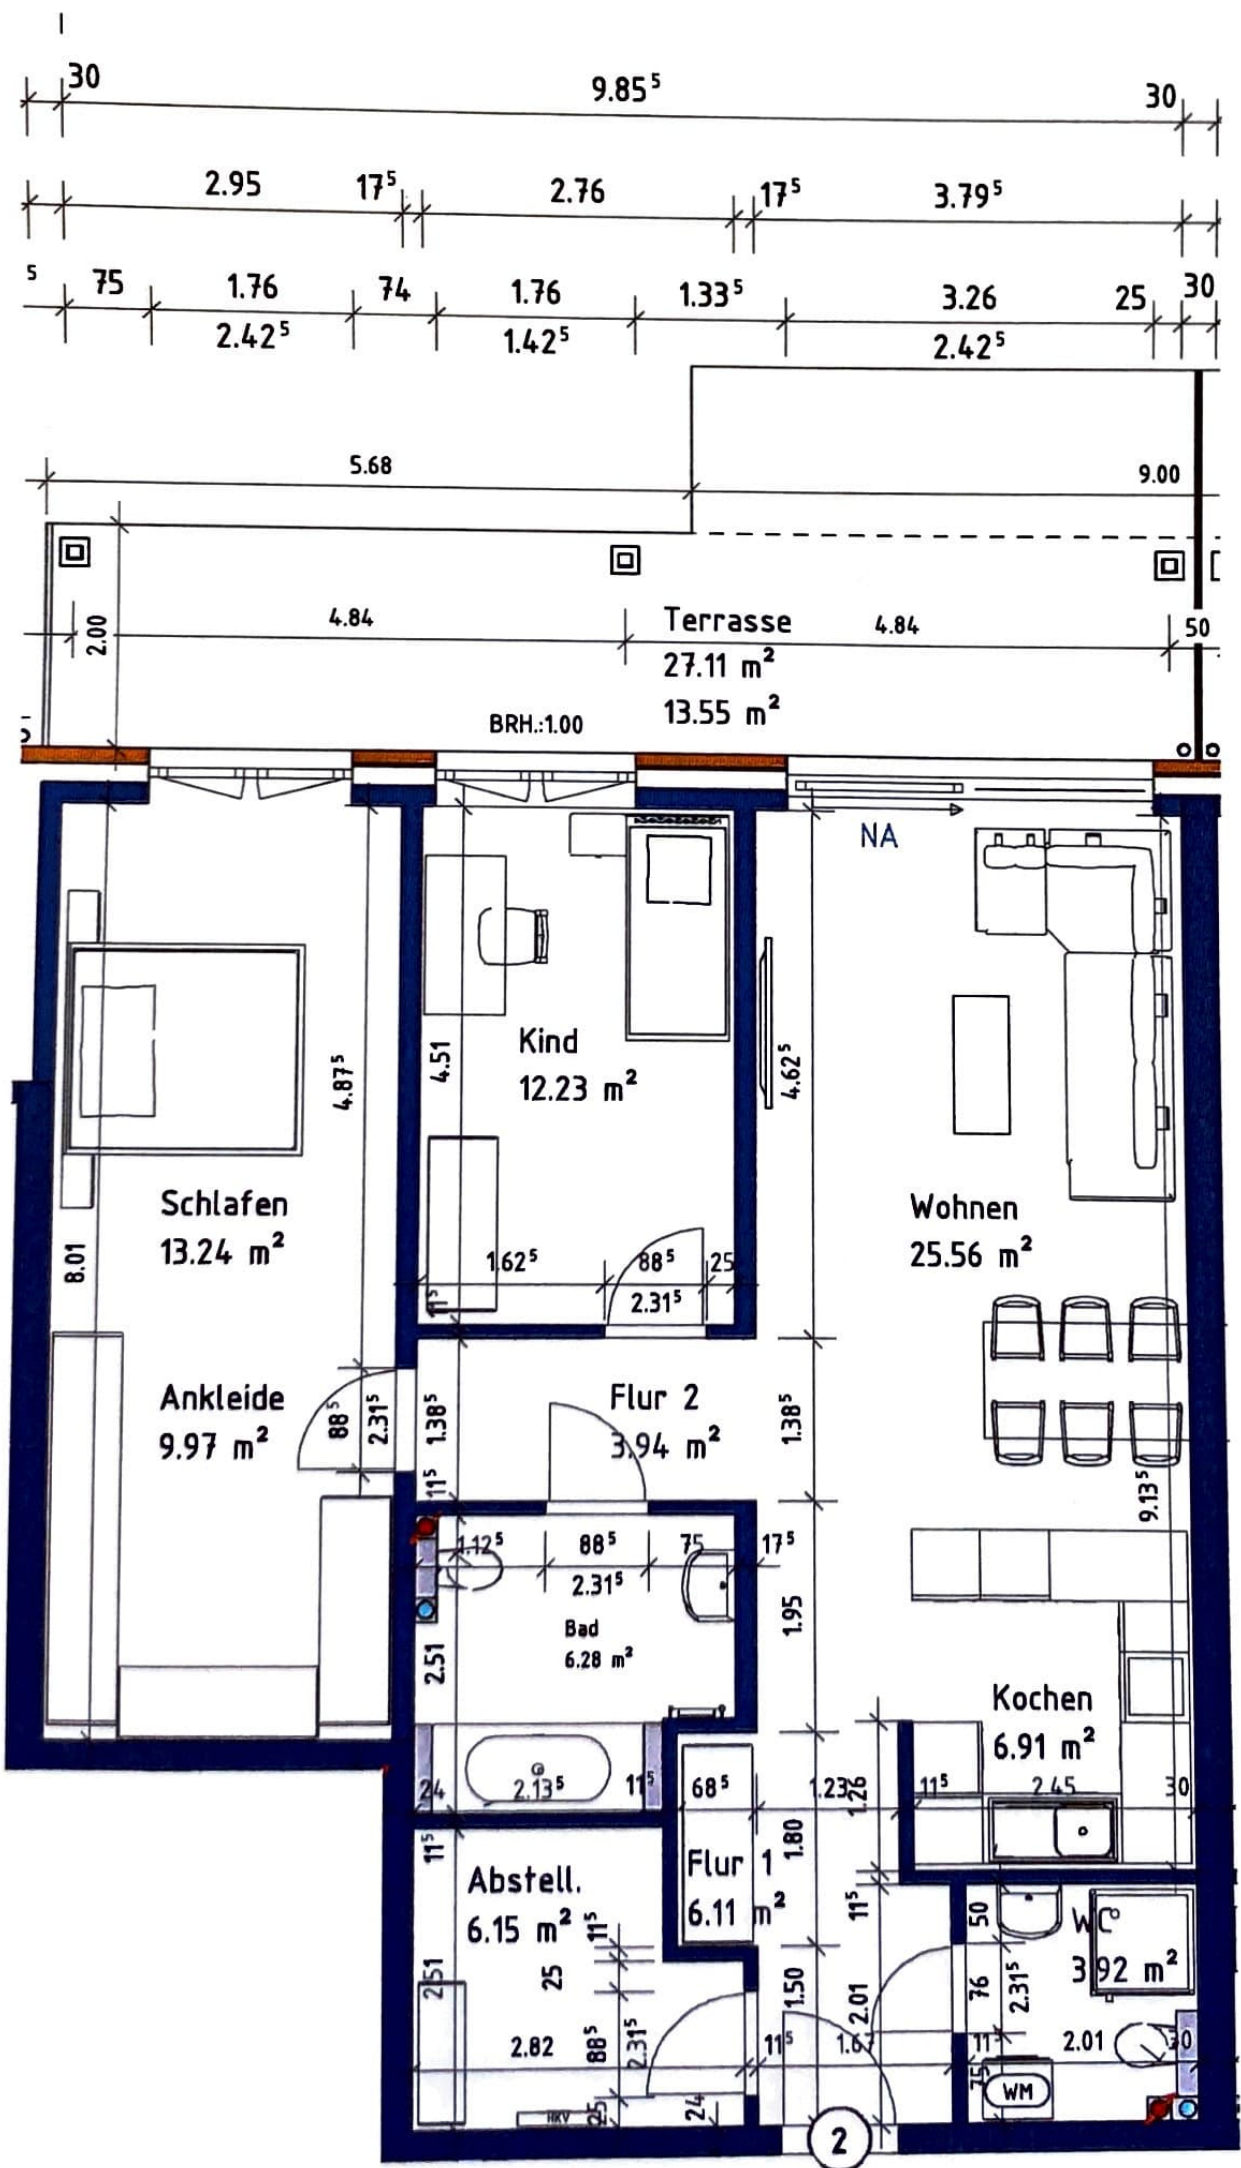 30 9.85⁵ 30
2.95 17⁵ 2.76 17⁵ 3.79⁵
5 75 1.76 74 1.76 1.33⁵ 3.26 25 30
2.42⁵ 1.42⁵ 2.42⁵
5.68 9.00
4.84 Terrasse 4.84 50
2.00
27.11 m²
13.55 m²
BRH.:1.00
NA
4.87⁵
4.51
4.62⁵
Kind
12.23 m²
Schlafen
13.24 m²
Wohnen
25.56 m²
8.01
1.62⁵ 88⁵ 25
2.31⁵
11⁵
Ankleide
9.97 m²
88⁵
2.31⁵
1.38⁵
11⁵
Flur 2
3.94 m²
1.38⁵
9.13⁵
1.12⁵ 88⁵ 75 17⁵
2.31⁵
Bad
6.28 m²
2.51
1.95
Kochen
6.91 m²
24 2.13⁵ 11⁵ 68⁵ 1.23 11⁵ 2.45 30
1.26
1.80
11⁵
Flur 1
6.11 m²
Abstell.
6.15 m²
11⁵
25
2.51
11⁵
50
WC
3.92 m²
1.50
2.01
76
2.31⁵
2.82
88⁵
2.31⁵
11⁵ 11⁵ 2.01 30
75
WM
HKV
25
24
2